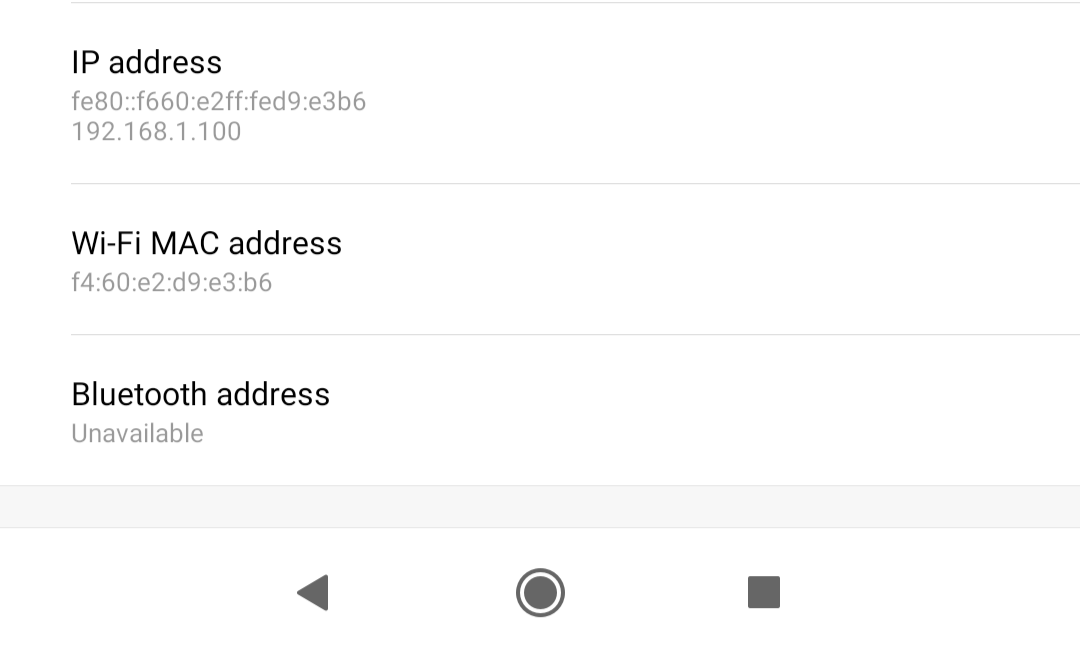 IP address
fe80::f660:e2ff:fed9:e3b6
192.168.1.100
Wi-Fi MAC address
f4:60:e2:d9:e3:b6
Bluetooth address
Unavailable